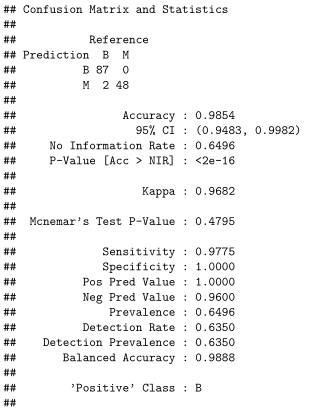 ## Confusion Matrix and Statistics
##
##           Reference
## Prediction  B  M
##          B 87  0
##          M  2 48
##
##                Accuracy : 0.9854
##                  95% CI : (0.9483, 0.9982)
##     No Information Rate : 0.6496
##     P-Value [Acc > NIR] : <2e-16
##
##                   Kappa : 0.9682
##
##  Mcnemar's Test P-Value : 0.4795
##
##             Sensitivity : 0.9775
##             Specificity : 1.0000
##          Pos Pred Value : 1.0000
##          Neg Pred Value : 0.9600
##              Prevalence : 0.6496
##          Detection Rate : 0.6350
##    Detection Prevalence : 0.6350
##       Balanced Accuracy : 0.9888
##
##        'Positive' Class : B
##